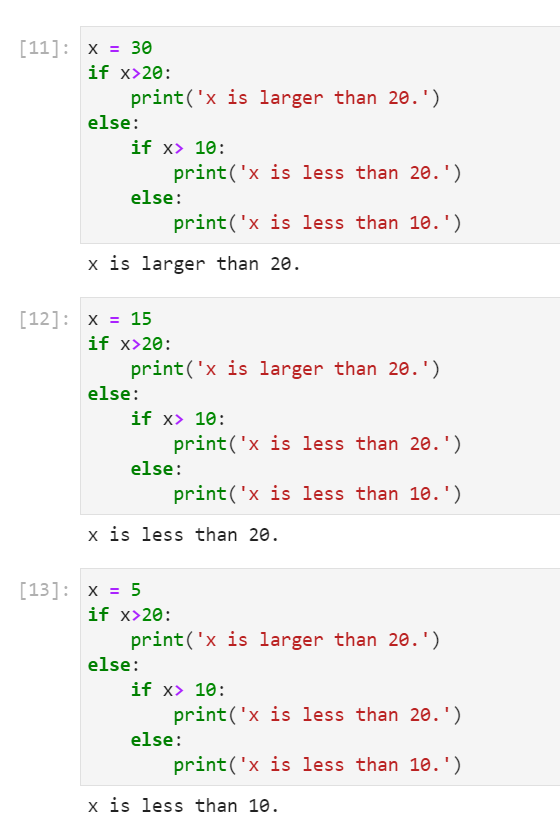 [11]: x = 30
if x>20:
    print('x is larger than 20.')
else:
    if x> 10:
        print('x is less than 20.')
    else:
        print('x is less than 10.')
x is larger than 20.
[12]: x = 15
if x>20:
    print('x is larger than 20.')
else:
    if x> 10:
        print('x is less than 20.')
    else:
        print('x is less than 10.')
x is less than 20.
[13]: x = 5
if x>20:
    print('x is larger than 20.')
else:
    if x> 10:
        print('x is less than 20.')
    else:
        print('x is less than 10.')
x is less than 10.